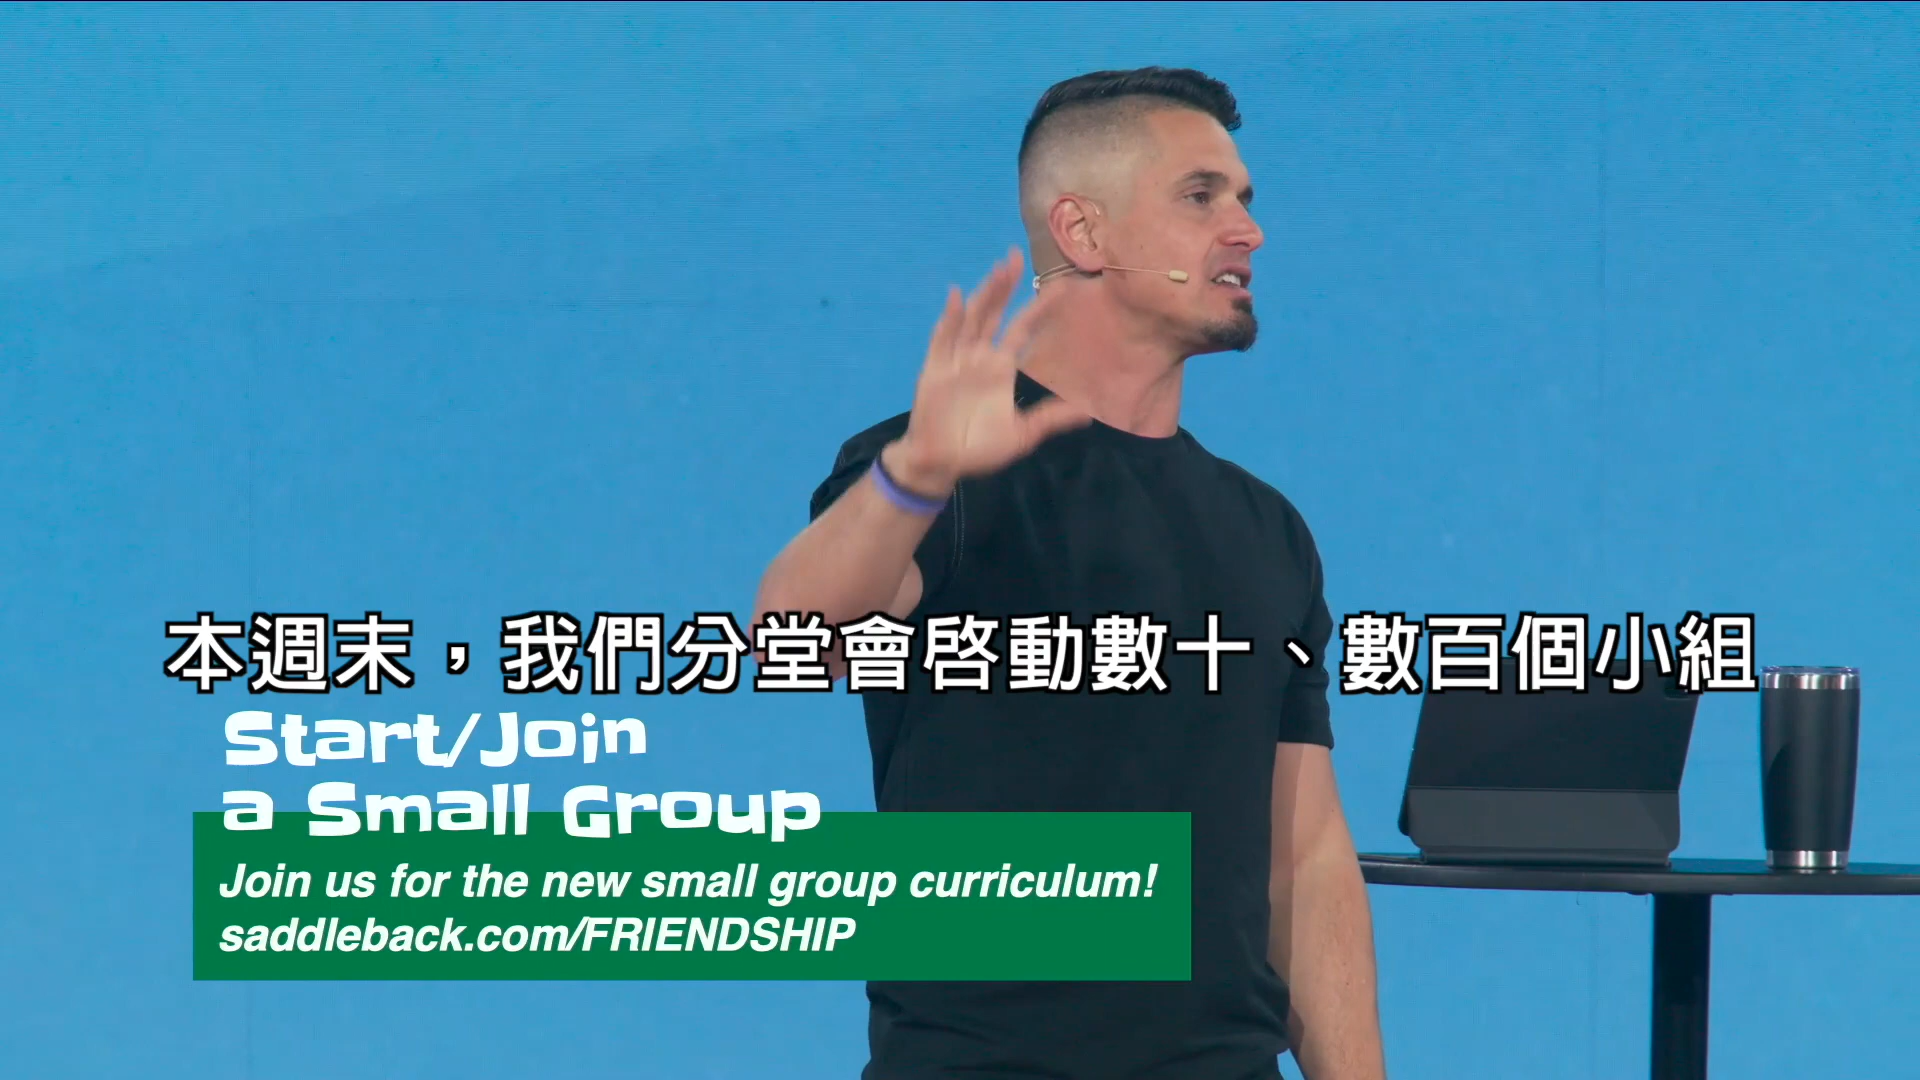 本週末，我們分堂會啓動數十、數百個小組
Start/Join
a Small Group
Join us for the new small group curriculum!
saddleback.com/FRIENDSHIP